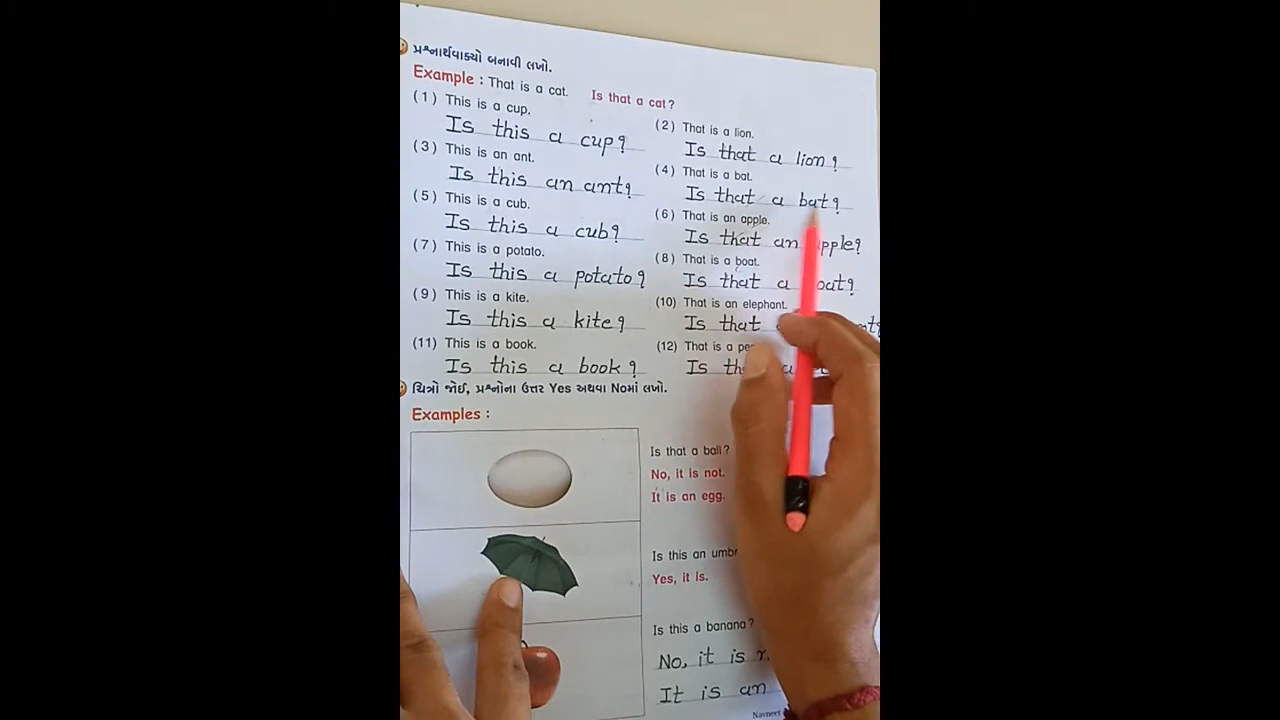 પ્રશ્નાર્થવાક્યો બનાવી લખો.
Example : That is a cat. Is that a cat?
(1) This is a cup.
Is this a cup?
(2) That is a lion.
Is that a lion?
(3) This is an ant.
Is this an ant?
(4) That is a bat.
Is that a bat?
(5) This is a cub.
Is this a cub?
(6) That is an apple.
Is that an apple?
(7) This is a potato.
Is this a potato?
(8) That is a boat.
Is that a boat?
(9) This is a kite.
Is this a kite?
(10) That is an elephant.
Is that
(11) This is a book.
Is this a book?
(12) That is a
Is
ચિત્રો જોઈ, પ્રશ્નોના ઉત્તર Yes અથવા Noમાં લખો.
Examples :
Is that a ball?
No, it is not.
It is an egg.
Is this an
Yes, it is.
Is this a banana?
No, it is
It is an
Navneet